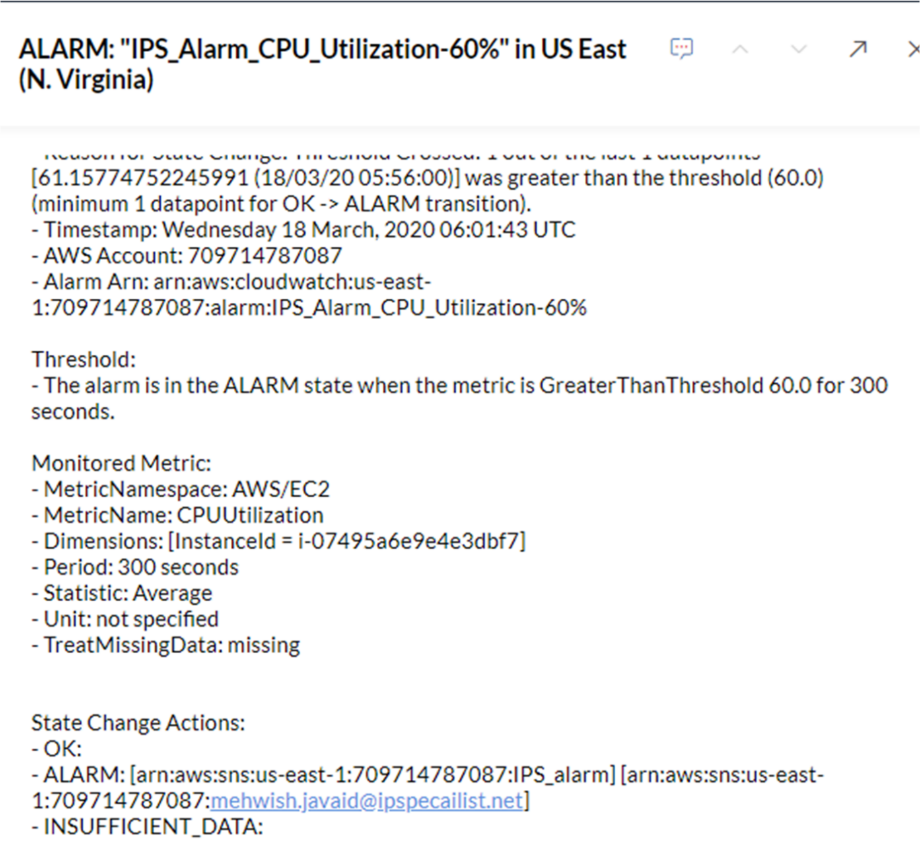 ALARM: "IPS_Alarm_CPU_Utilization-60%" in US East
(N. Virginia)
- Reason for State Change: Threshold Crossed: 1 out of the last 1 datapoints
[61.15774752245991 (18/03/20 05:56:00)] was greater than the threshold (60.0)
(minimum 1 datapoint for OK -> ALARM transition).
- Timestamp: Wednesday 18 March, 2020 06:01:43 UTC
- AWS Account: 709714787087
- Alarm Arn: arn:aws:cloudwatch:us-east-
1:709714787087:alarm:IPS_Alarm_CPU_Utilization-60%
Threshold:
- The alarm is in the ALARM state when the metric is GreaterThanThreshold 60.0 for 300
seconds.
Monitored Metric:
- MetricNamespace: AWS/EC2
- MetricName: CPUUtilization
- Dimensions: [InstanceId = i-07495a6e9e4e3dbf7]
- Period: 300 seconds
- Statistic: Average
- Unit: not specified
- TreatMissingData: missing
State Change Actions:
- OK:
- ALARM: [arn:aws:sns:us-east-1:709714787087:IPS_alarm] [arn:aws:sns:us-east-
1:709714787087:mehwish.javaid@ipspecailist.net]
- INSUFFICIENT_DATA: